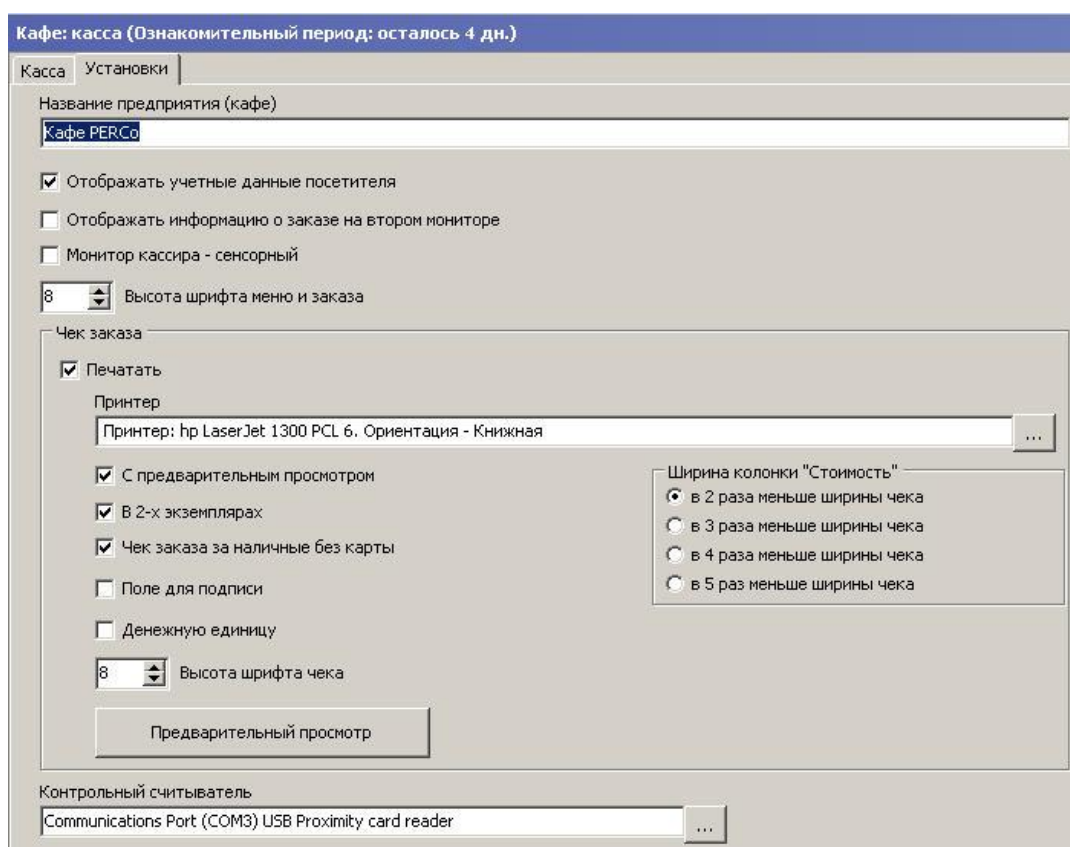 Кафе: касса (Ознакомительный период: осталось 4 дн.)
Касса Установки
Название предприятия (кафе)
Кафе PERCo
Отображать учетные данные посетителя
Отображать информацию о заказе на втором мониторе
Монитор кассира - сенсорный
8 Высота шрифта меню и заказа
Чек заказа
Печатать
Принтер
Принтер: hp LaserJet 1300 PCL 6. Ориентация - Книжная ...
С предварительным просмотром
В 2-х экземплярах
Чек заказа за наличные без карты
Поле для подписи
Денежную единицу
8 Высота шрифта чека
Предварительный просмотр
Ширина колонки "Стоимость"
в 2 раза меньше ширины чека
в 3 раза меньше ширины чека
в 4 раза меньше ширины чека
в 5 раз меньше ширины чека
Контрольный считыватель
Communications Port (COM3) USB Proximity card reader ...